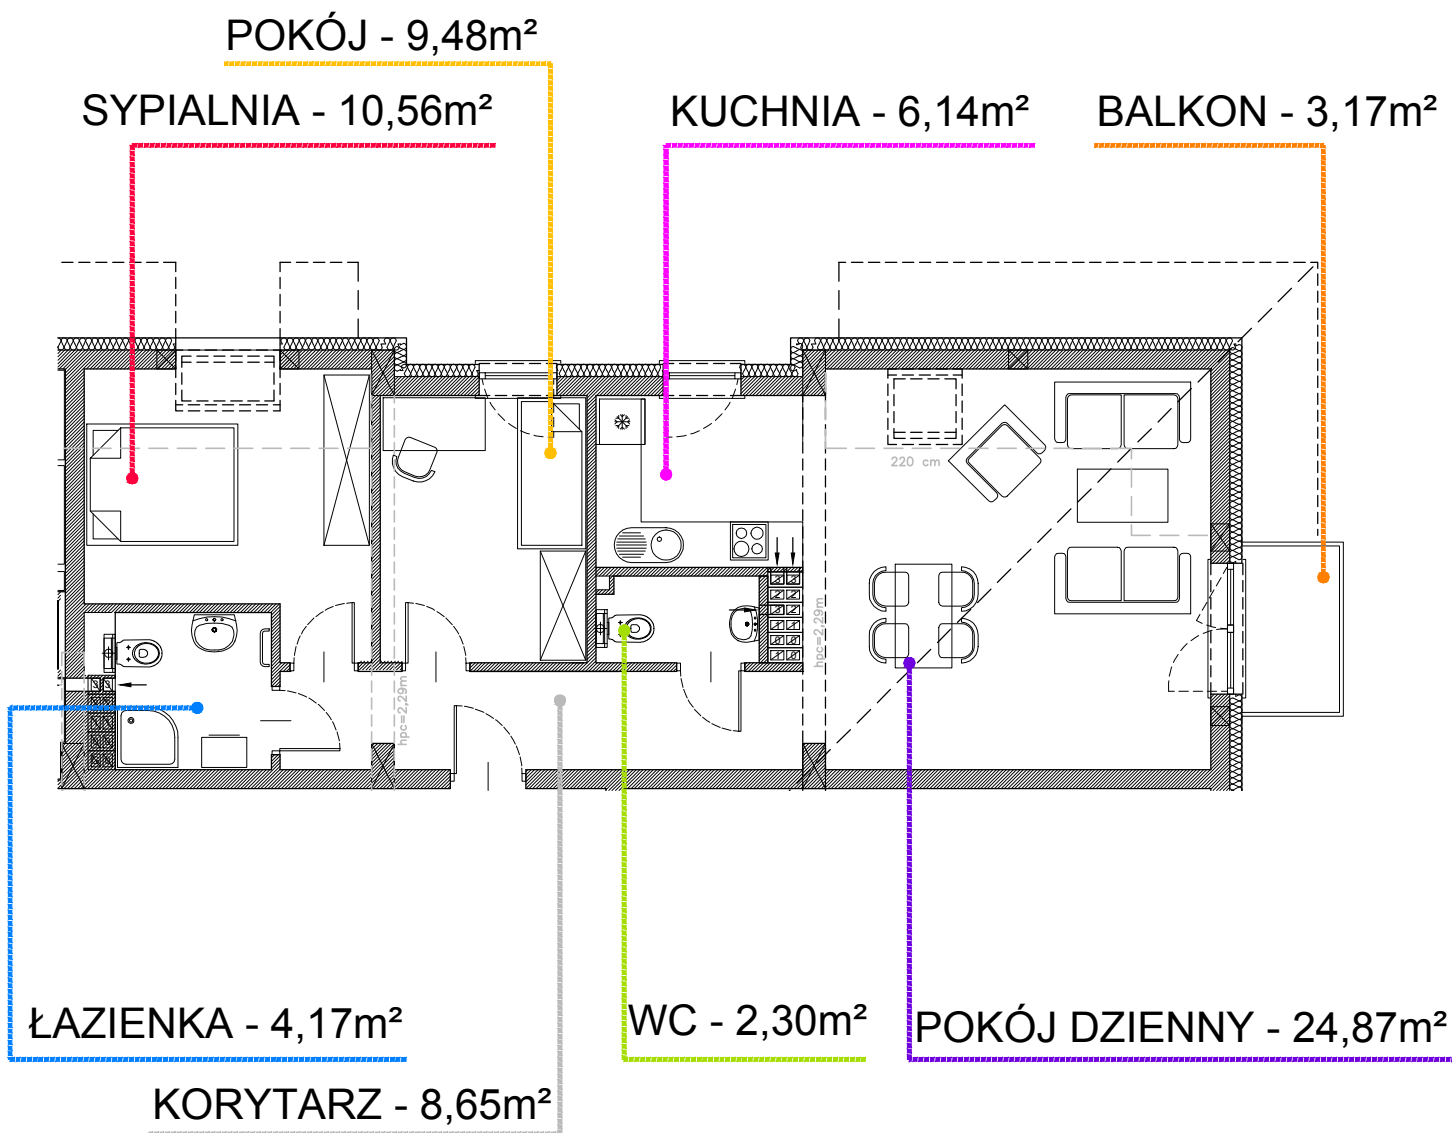 POKÓJ - 9,48m²
SYPIALNIA - 10,56m²
KUCHNIA - 6,14m²
BALKON - 3,17m²
220 cm
hpc=2,29m
hpc=2,29m
ŁAZIENKA - 4,17m²
WC - 2,30m²
POKÓJ DZIENNY - 24,87m²
KORYTARZ - 8,65m²